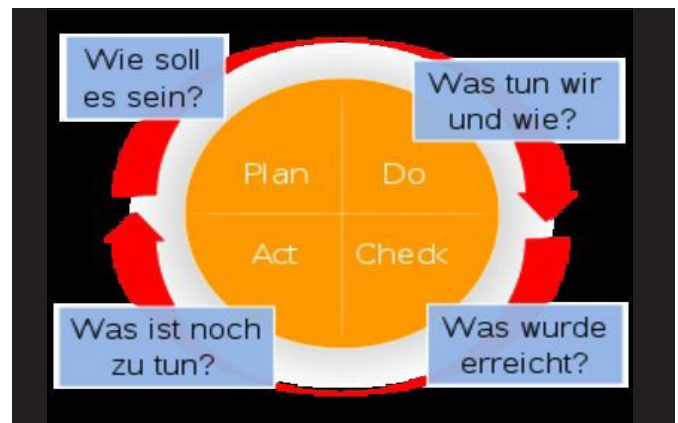 Wie soll
es sein?
Was tun wir
und wie?
Plan
Do
Act
Check
Was ist noch
zu tun?
Was wurde
erreicht?